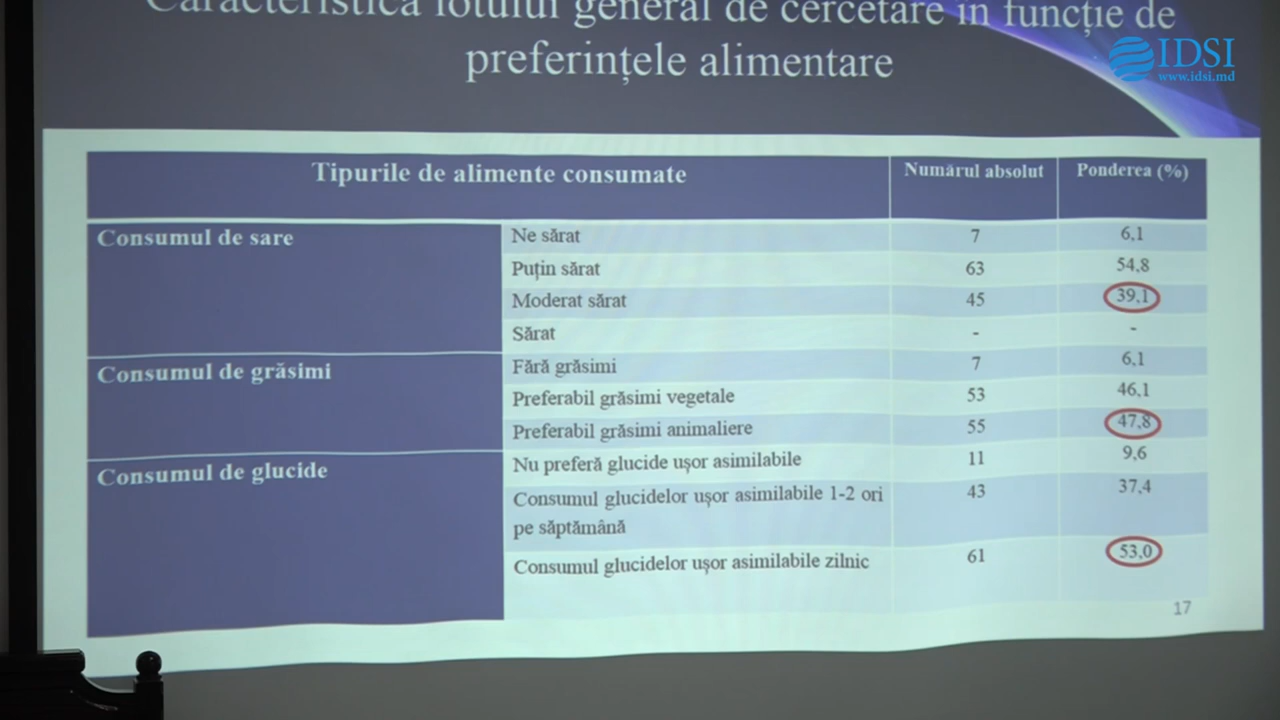 Caracteristica lotului general de cercetare în funcție de
preferințele alimentare
IDSI
www.idsi.md
Tipurile de alimente consumate Numărul absolut Ponderea (%)
Consumul de sare Ne sărat 7 6,1
Puțin sărat 63 54,8
Moderat sărat 45 39,1
Sărat - -
Consumul de grăsimi Fără grăsimi 7 6,1
Preferabil grăsimi vegetale 53 46,1
Preferabil grăsimi animaliere 55 47,8
Consumul de glucide Nu preferă glucide ușor asimilabile 11 9,6
Consumul glucidelor ușor asimilabile 1-2 ori 43 37,4
pe săptămână
Consumul glucidelor ușor asimilabile zilnic 61 53,0
17